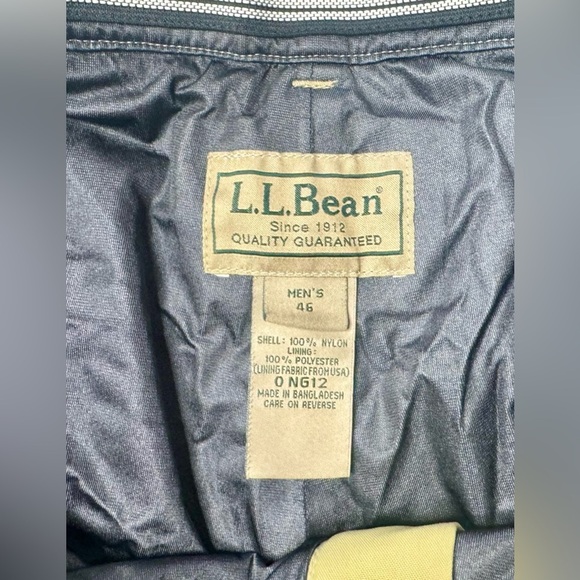 L.L.Bean®
Since 1912
QUALITY GUARANTEED
MEN'S
46
SHELL: 100% NYLON
LINING:
100% POLYESTER
(LINING FABRIC FROM USA)
0 NG12
MADE IN BANGLADESH
CARE ON REVERSE